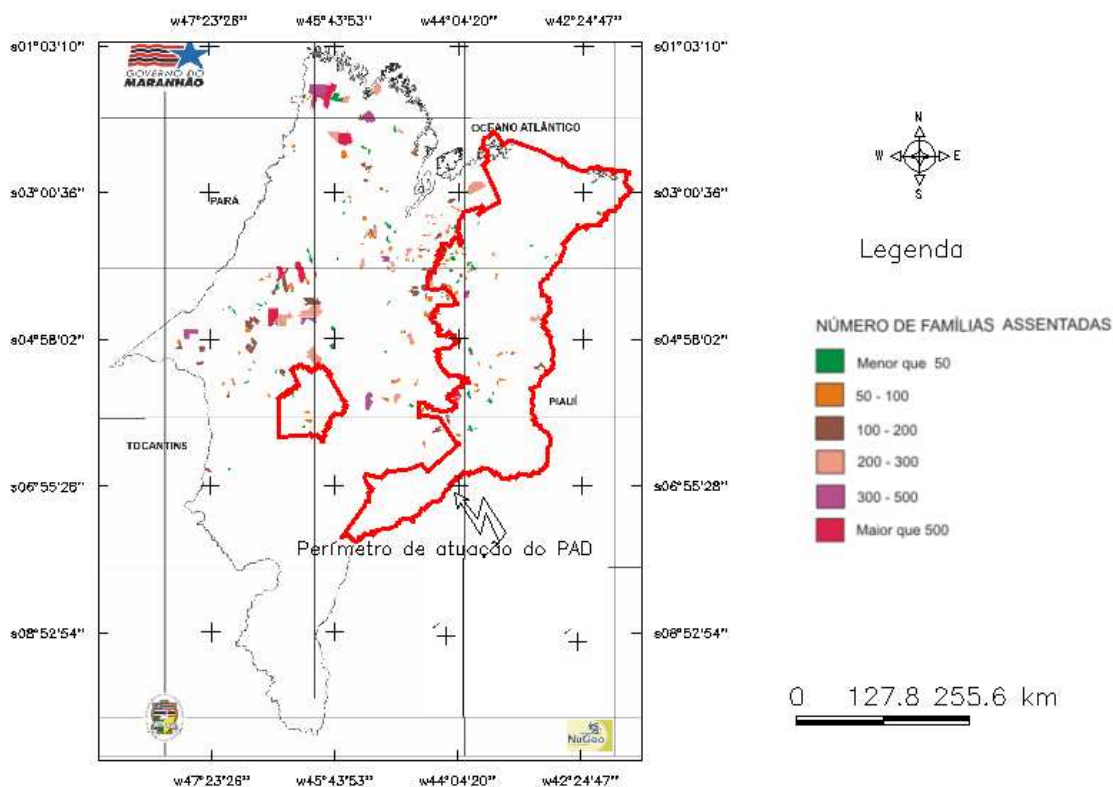 w47°23'26" w45°43'53" w44°04'20" w42°24'47"
s01°03'10" s01°03'10"
GOVERNO DO
MARANHÃO
OCEANO ATLÂNTICO
N
W E
S
s03°00'36" s03°00'36"
PARÁ
Legenda
NÚMERO DE FAMÍLIAS ASSENTADAS
s04°58'02" s04°58'02"
Menor que 50
50 - 100
PIAUÍ
100 - 200
TOCANTINS
200 - 300
s06°55'28" s06°55'28"
300 - 500
Maior que 500
Perímetro de atuação do PAD
s08°52'54" s08°52'54"
0 127.8 255.6 km
NuGeo
w47°23'26" w45°43'53" w44°04'20" w42°24'47"